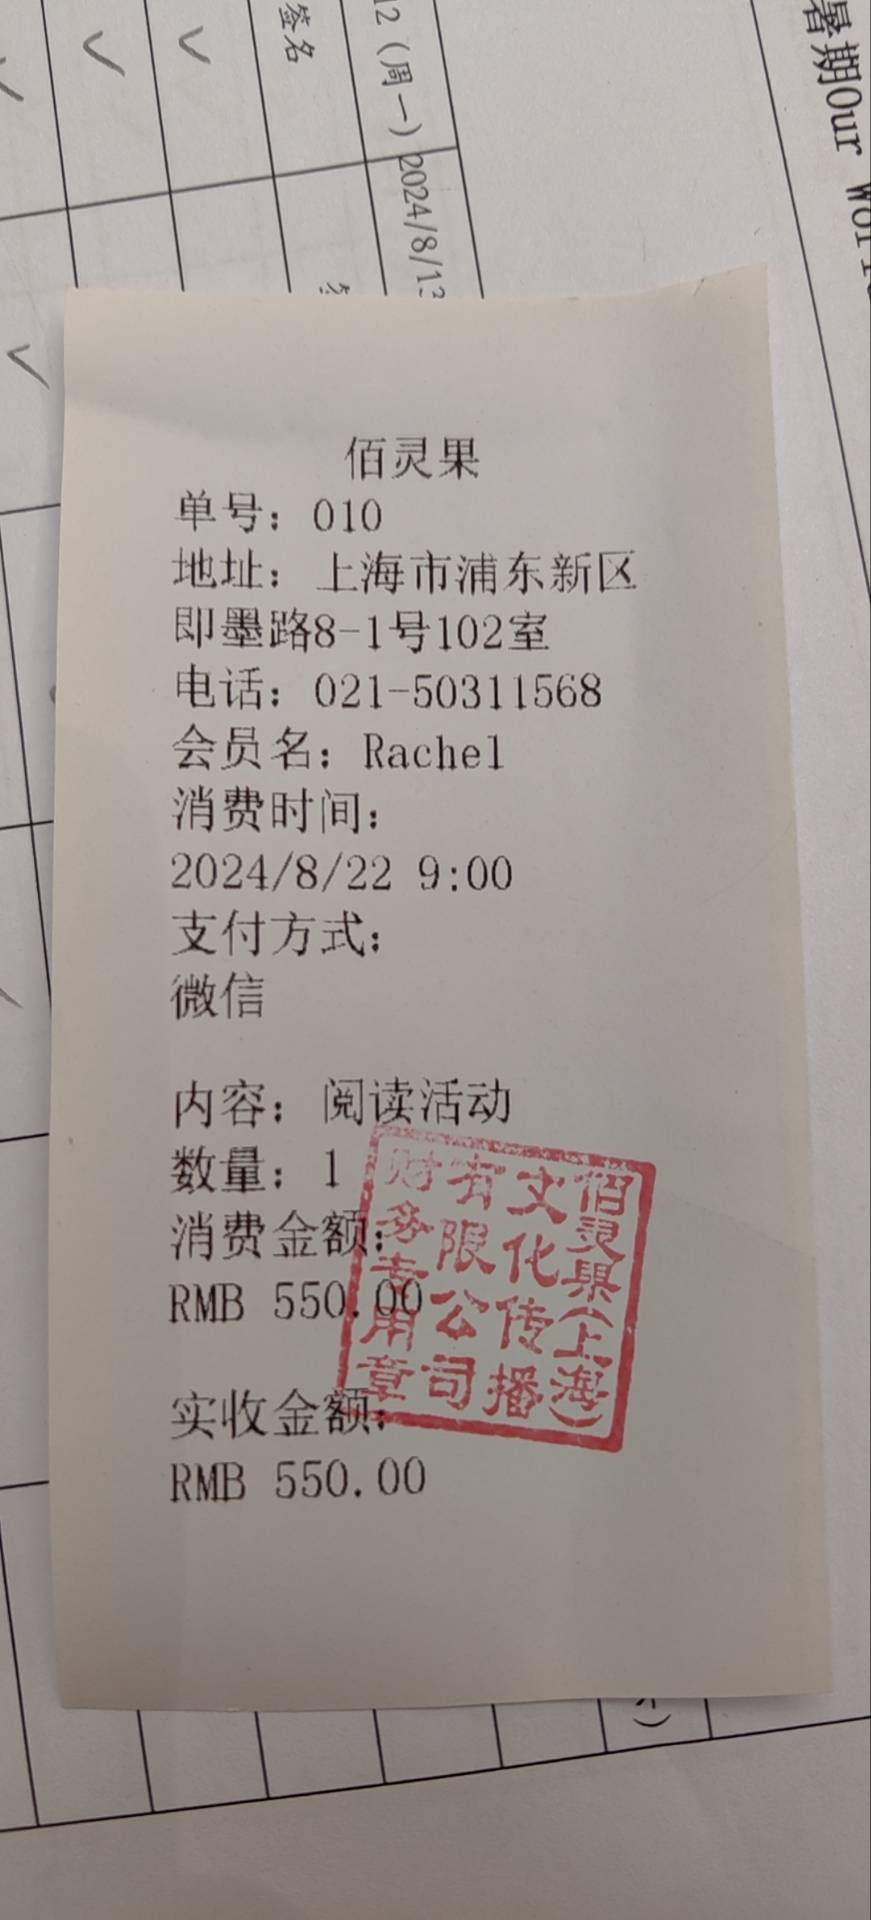 签名
12（周一）
2024/8/13
暑期Our Worl
佰灵果
单号：010
地址：上海市浦东新区
即墨路8-1号102室
电话：021-50311568
会员名：Rachel
消费时间：
2024/8/22 9:00
支付方式：
微信
内容：阅读活动
数量：1
消费金额：
RMB 550.00
实收金额：
RMB 550.00
佰灵果(上海)
文化传播
有限公司
财务专用章